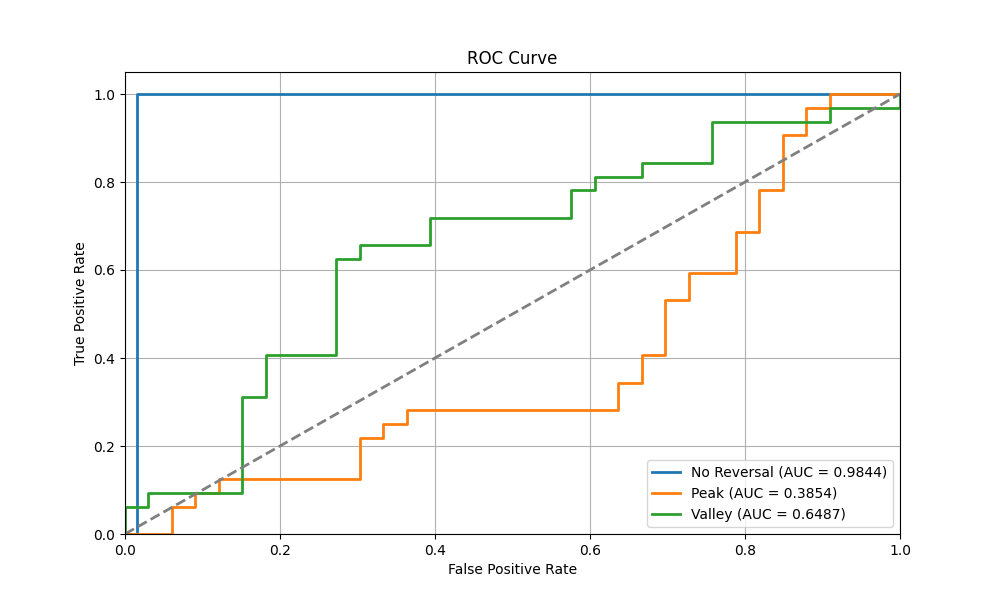 ROC Curve
True Positive Rate
1.0
0.8
0.6
0.4
0.2
0.0
0.0 0.2 0.4 0.6 0.8 1.0
False Positive Rate
No Reversal (AUC = 0.9844)
Peak (AUC = 0.3854)
Valley (AUC = 0.6487)